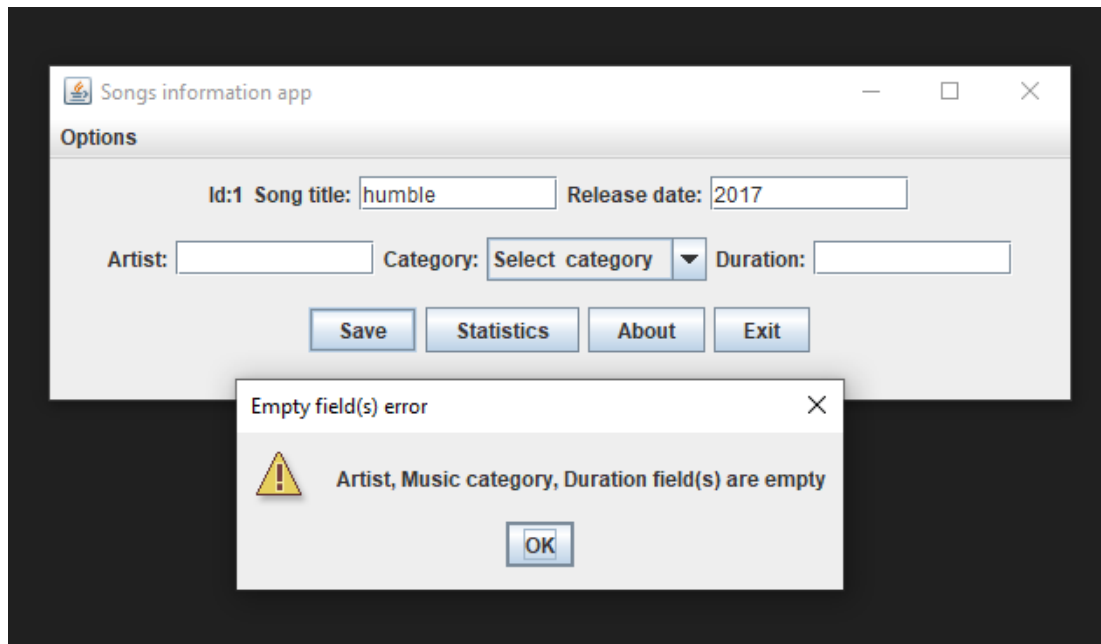 Songs information app
Options
Id:1 Song title: humble Release date: 2017
Artist: Category: Select category Duration:
Save Statistics About Exit
Empty field(s) error
Artist, Music category, Duration field(s) are empty
OK